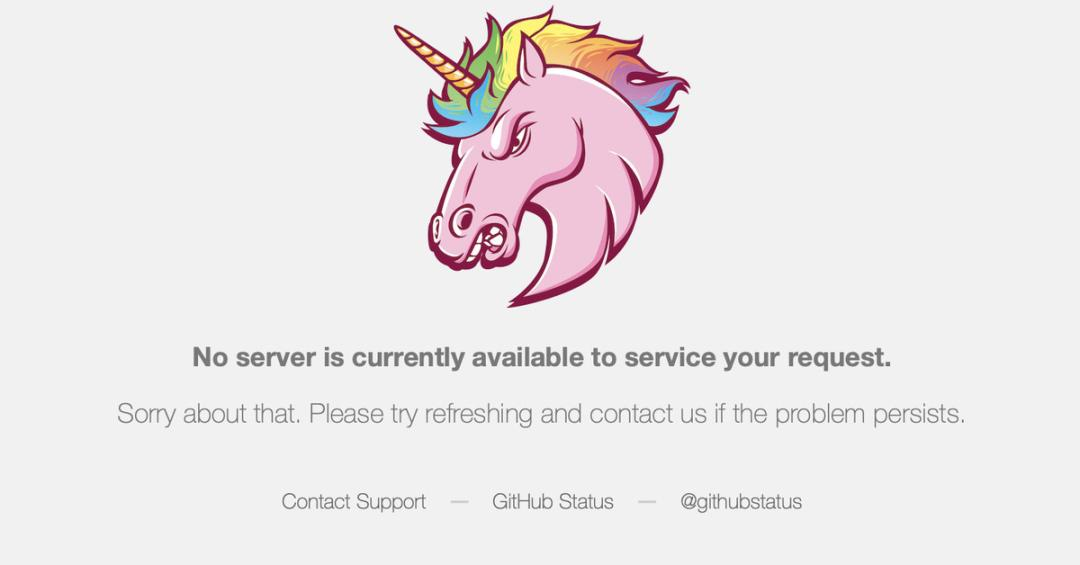 No server is currently available to service your request.
Sorry about that. Please try refreshing and contact us if the problem persists.
Contact Support — GitHub Status — @githubstatus